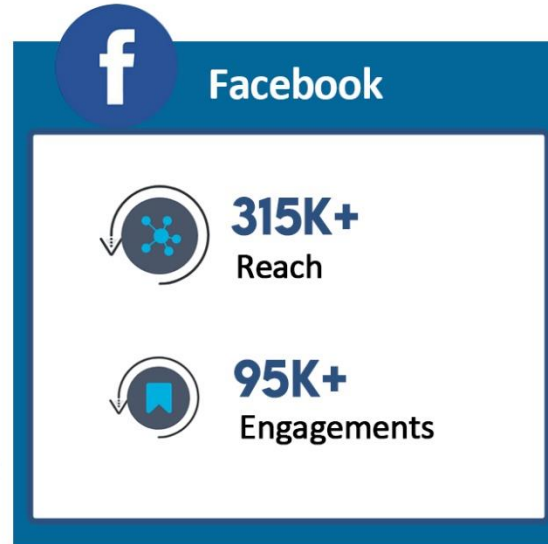 f
Facebook
315K+
Reach
95K+
Engagements